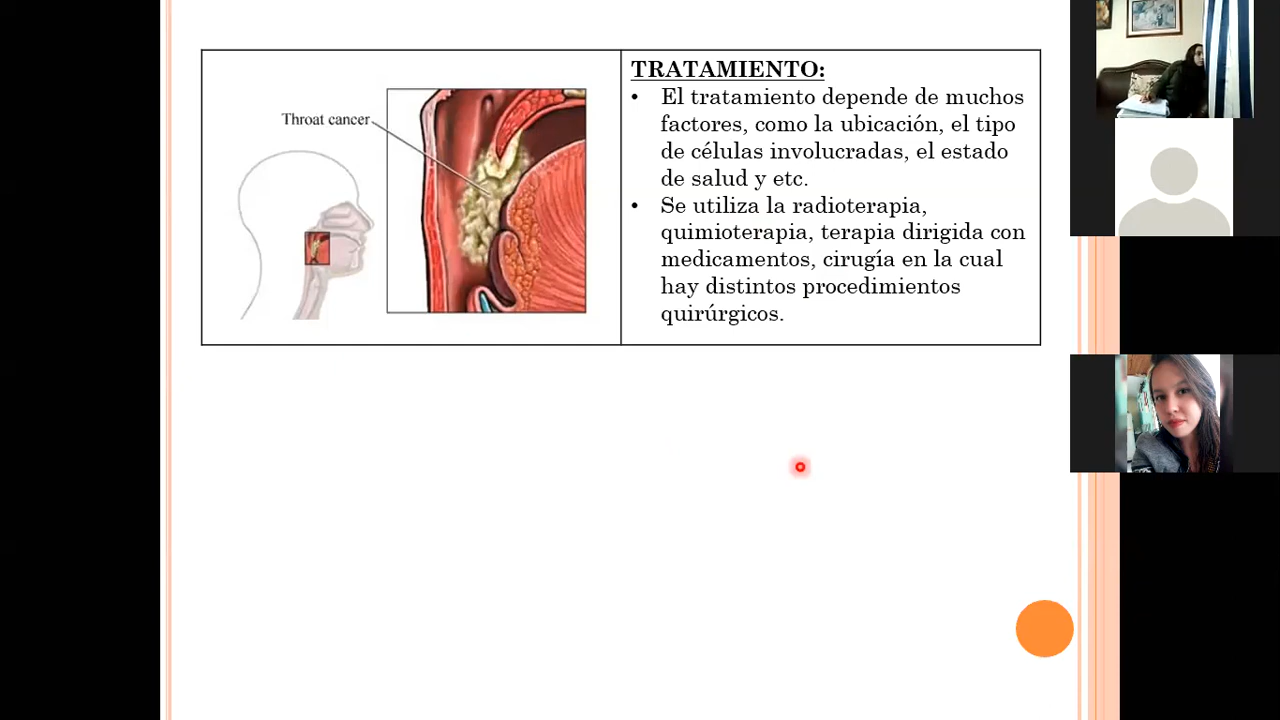 Throat cancer
TRATAMIENTO:
• El tratamiento depende de muchos
factores, como la ubicación, el tipo
de células involucradas, el estado
de salud y etc.
• Se utiliza la radioterapia,
quimioterapia, terapia dirigida con
medicamentos, cirugía en la cual
hay distintos procedimientos
quirúrgicos.